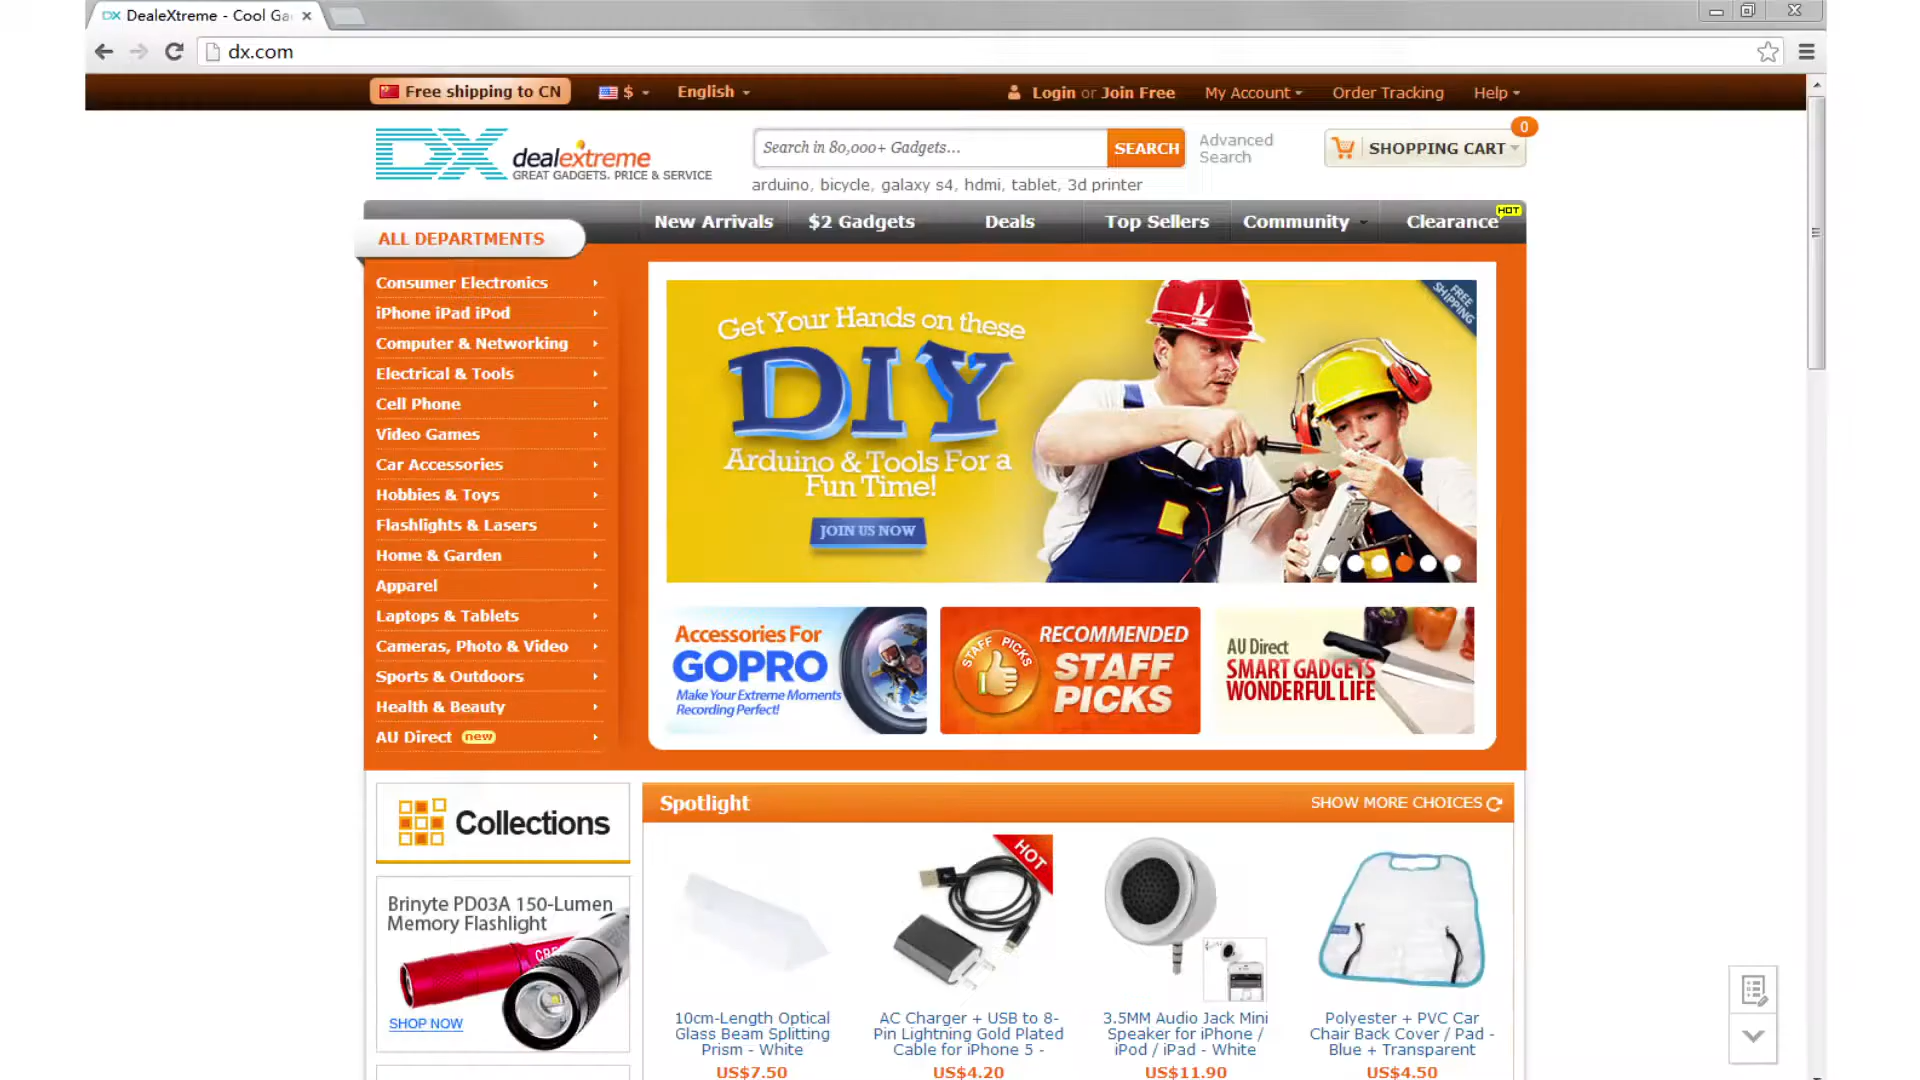 DX DealeXtreme - Cool Ga
dx.com
Free shipping to CN
$
English
Login or Join Free
My Account
Order Tracking
Help
DX dealextreme
GREAT GADGETS. PRICE & SERVICE
Search in 80,000+ Gadgets...
SEARCH
Advanced
Search
SHOPPING CART
0
arduino, bicycle, galaxy s4, hdmi, tablet, 3d printer
ALL DEPARTMENTS
New Arrivals
$2 Gadgets
Deals
Top Sellers
Community
Clearance
HOT
Consumer Electronics
iPhone iPad iPod
Computer & Networking
Electrical & Tools
Cell Phone
Video Games
Car Accessories
Hobbies & Toys
Flashlights & Lasers
Home & Garden
Apparel
Laptops & Tablets
Cameras, Photo & Video
Sports & Outdoors
Health & Beauty
AU Direct new
Get Your Hands on these
DIY
Arduino & Tools For a
Fun Time!
JOIN US NOW
FREE
SHIPPING
Accessories For
GOPRO
Make Your Extreme Moments
Recording Perfect!
STAFF PICKS
RECOMMENDED
STAFF
PICKS
AU Direct
SMART GADGETS
WONDERFUL LIFE
Collections
Brinyte PD03A 150-Lumen
Memory Flashlight
SHOP NOW
Spotlight
SHOW MORE CHOICES
HOT
10cm-Length Optical
Glass Beam Splitting
Prism - White
US$7.50
AC Charger + USB to 8-
Pin Lightning Gold Plated
Cable for iPhone 5 -
US$4.20
3.5MM Audio Jack Mini
Speaker for iPhone /
iPod / iPad - White
US$11.90
Polyester + PVC Car
Chair Back Cover / Pad -
Blue + Transparent
US$4.50